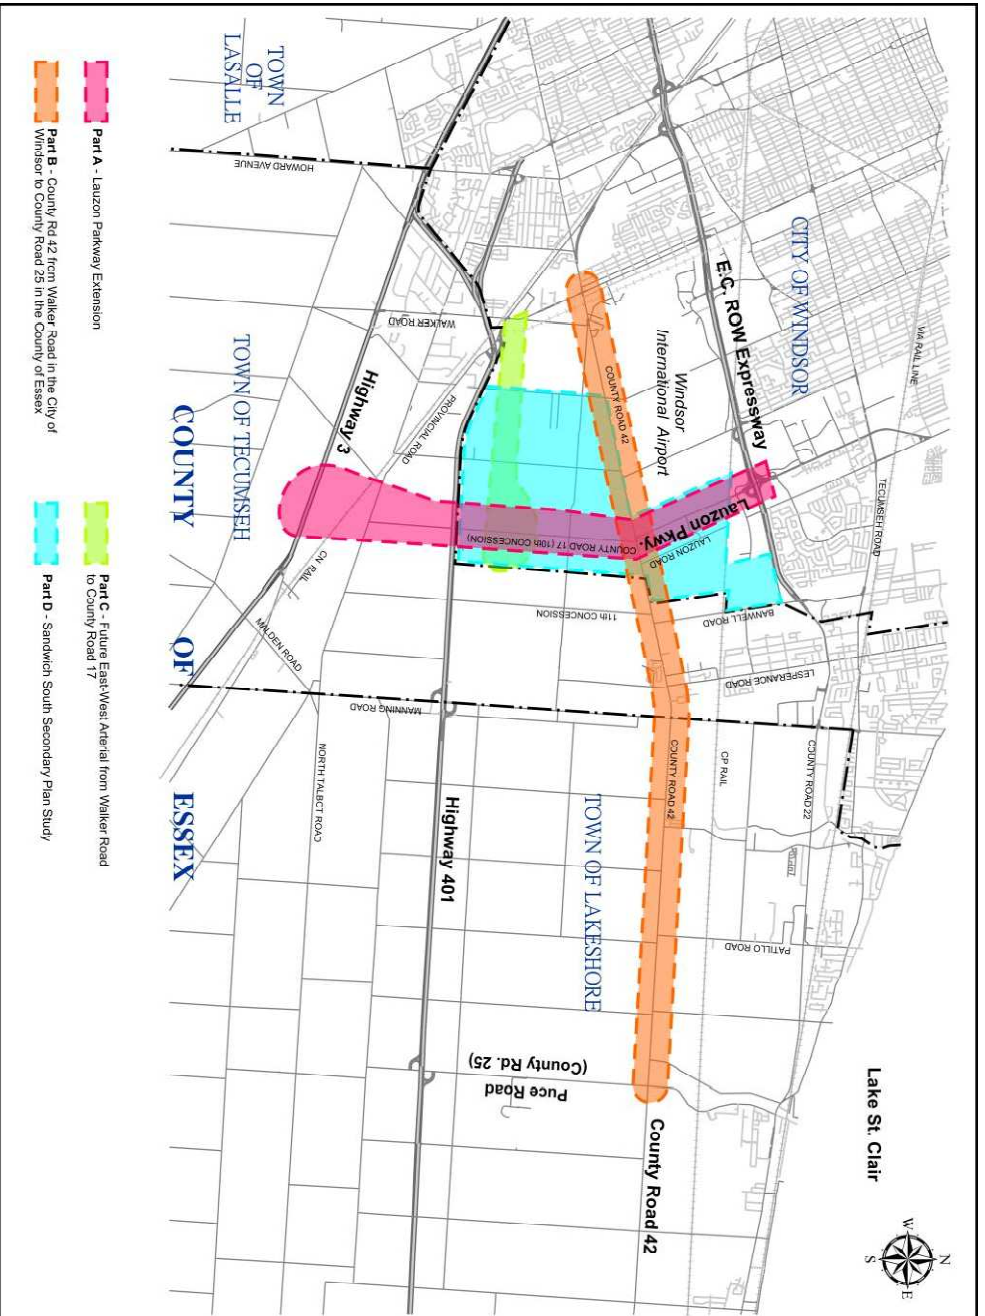 Lake St. Clair
N
W
E
S
VIA RAIL LINE
TECUMSEH ROAD
CITY OF WINDSOR
E.C. ROW Expressway
Windsor
International Airport
Lauzon Pkwy.
LAUZON ROAD
BANWELL ROAD
LESPERANCE ROAD
COUNTY ROAD 22
CP RAIL
PATILLO ROAD
COUNTY ROAD 42
COUNTY ROAD 42
County Road 42
COUNTY ROAD 17 (10th CONCESSION)
11th CONCESSION
TOWN OF LAKESHORE
Puce Road
(County Rd. 25)
MANNING ROAD
Highway 401
PROVINCIAL ROAD
WALKER ROAD
Highway 3
HOWARD AVENUE
CN RAIL
MALDEN ROAD
NORTH TALBOT ROAD
TOWN
OF
LASALLE
TOWN OF TECUMSEH
COUNTY OF ESSEX
Part A - Lauzon Parkway Extension
Part B - County Rd 42 from Walker Road in the City of
Windsor to County Road 25 in the County of Essex
Part C - Future East-West Arterial from Walker Road
to County Road 17
Part D - Sandwich South Secondary Plan Study